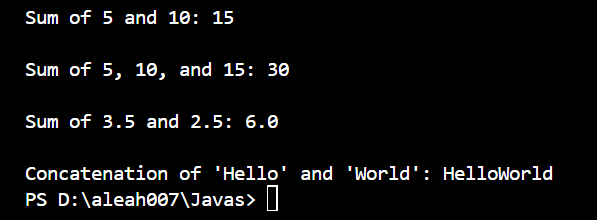 Sum of 5 and 10: 15
Sum of 5, 10, and 15: 30
Sum of 3.5 and 2.5: 6.0
Concatenation of 'Hello' and 'World': HelloWorld
PS D:\aleah007\Javas>